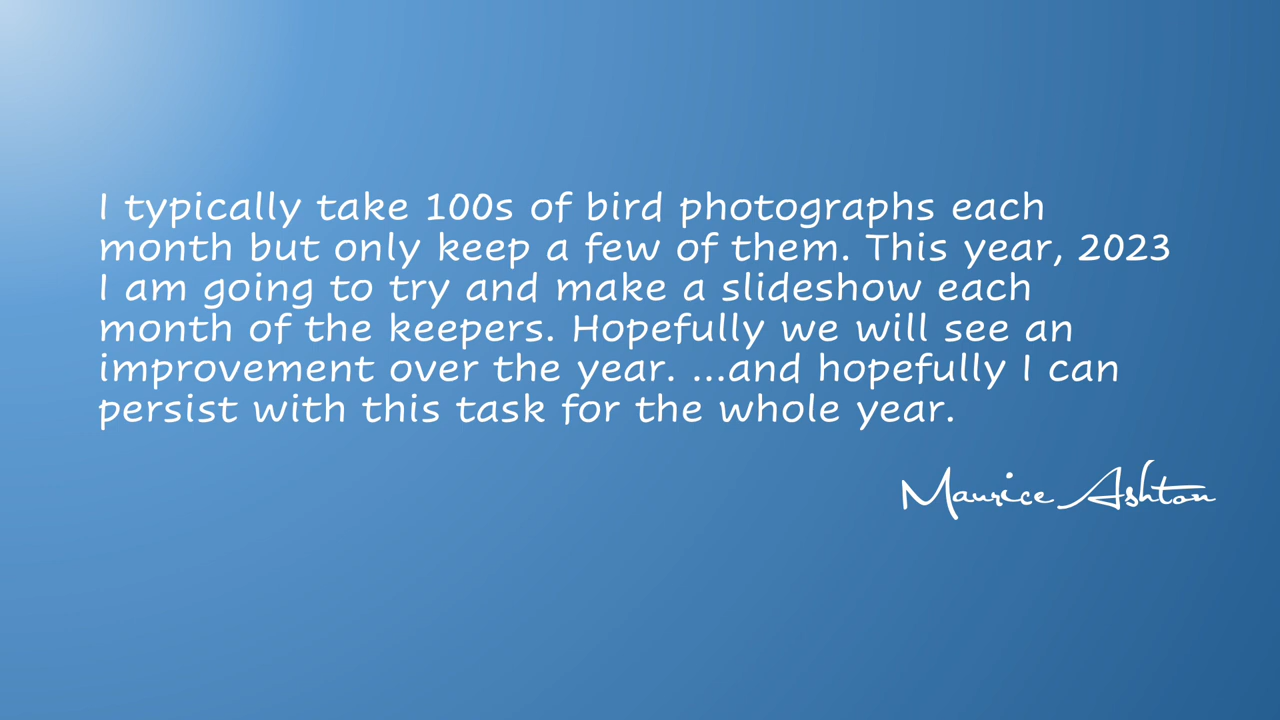 I typically take 100s of bird photographs each
month but only keep a few of them. This year, 2023
I am going to try and make a slideshow each
month of the keepers. Hopefully we will see an
improvement over the year. ...and hopefully I can
persist with this task for the whole year.
Maurice Ashton